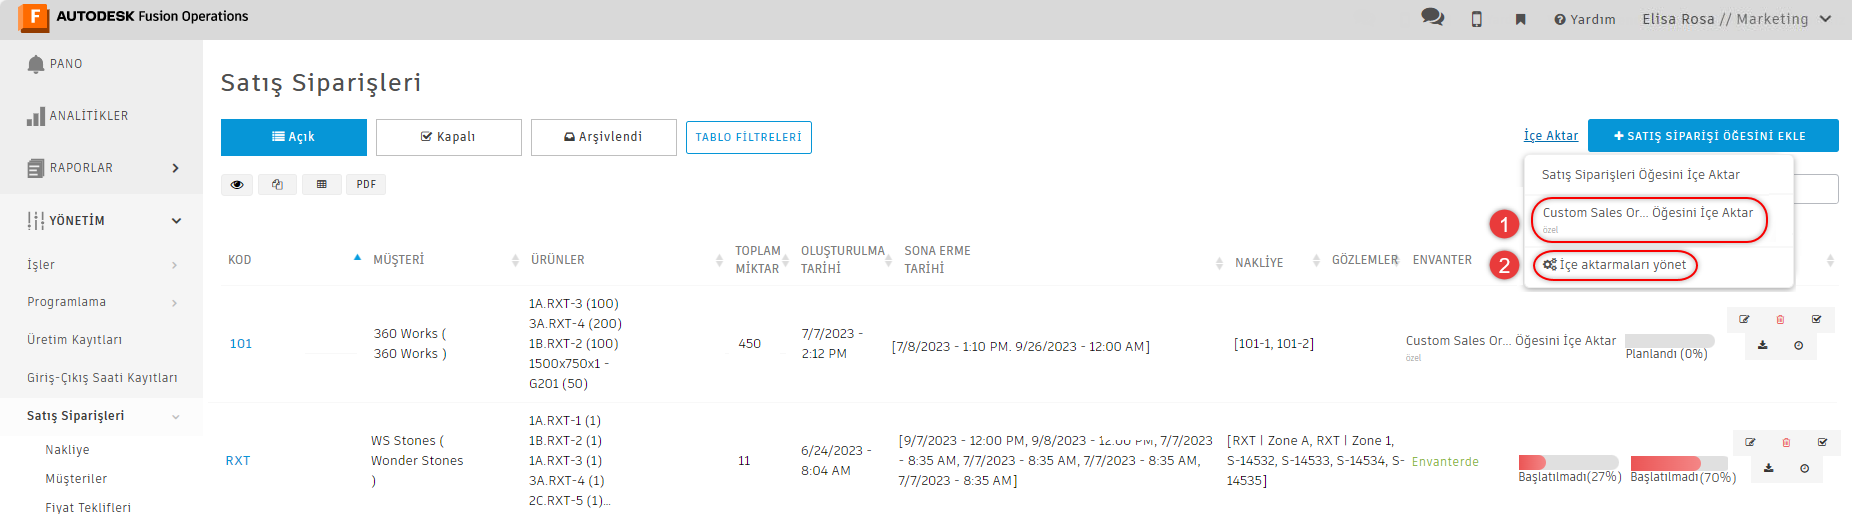 F AUTODESK Fusion Operations
Yardım
Elisa Rosa // Marketing
PANO
ANALİTİKLER
RAPORLAR
YÖNETİM
İşler
Programlama
Üretim Kayıtları
Giriş-Çıkış Saati Kayıtları
Satış Siparişleri
Nakliye
Müşteriler
Fiyat Teklifleri
Satış Siparişleri
Açık
Kapalı
Arşivlendi
TABLO FİLTRELERİ
İçe Aktar
+ SATIŞ SİPARİŞİ ÖĞESİNİ EKLE
PDF
Satış Siparişleri Öğesini İçe Aktar
1
Custom Sales Or... Öğesini İçe Aktar
özel
2
İçe aktarmaları yönet
KOD
MÜŞTERİ
ÜRÜNLER
TOPLAM
MİKTAR
OLUŞTURULMA
TARİHİ
SONA ERME
TARİHİ
NAKLİYE
GÖZLEMLER
ENVANTER
101
360 Works (
360 Works )
1A.RXT-3 (100)
3A.RXT-4 (200)
1B.RXT-2 (100)
1500x750x1 -
G201 (50)
450
7/7/2023 -
2:12 PM
[7/8/2023 - 1:10 PM. 9/26/2023 - 12:00 AM]
[101-1, 101-2]
Custom Sales Or... Öğesini İçe Aktar
özel
Planlandı (0%)
RXT
WS Stones (
Wonder Stones
)
1A.RXT-1 (1)
1B.RXT-2 (1)
1A.RXT-3 (1)
3A.RXT-4 (1)
2C.RXT-5 (1)...
11
6/24/2023 -
8:04 AM
[9/7/2023 - 12:00 PM, 9/8/2023 - 12:00 PM, 7/7/2023
- 8:35 AM, 7/7/2023 - 8:35 AM, 7/7/2023 - 8:35 AM,
7/7/2023 - 8:35 AM]
[RXT | Zone A, RXT | Zone 1,
S-14532, S-14533, S-14534, S-
14535]
Envanterde
Başlatılmadı(27%)
Başlatılmadı(70%)